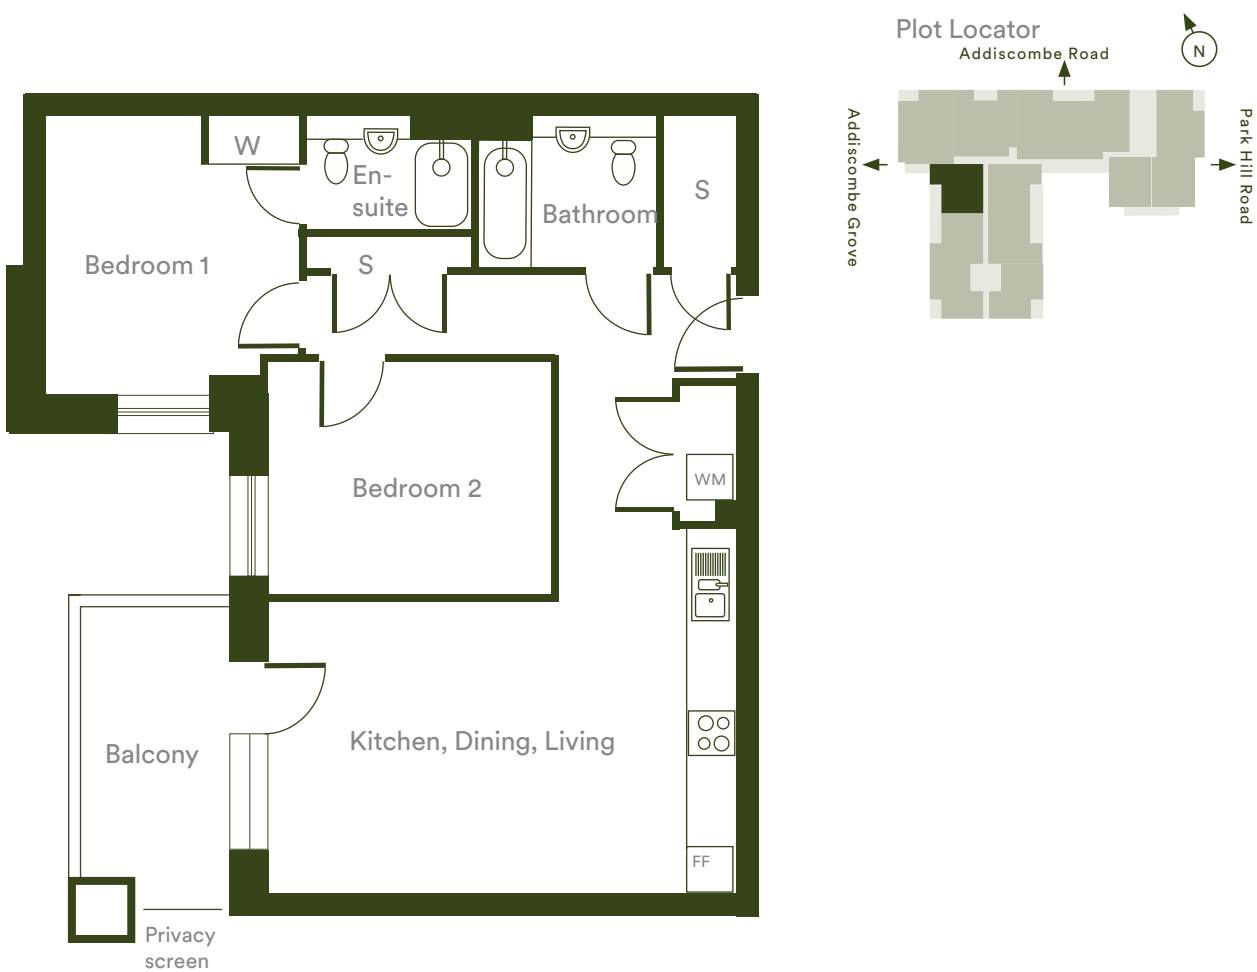 Plot Locator
N
Addiscombe Road
Addiscombe Grove
Park Hill Road
W
En-
suite
Bathroom
S
S
Bedroom 1
Bedroom 2
WM
Kitchen, Dining, Living
Balcony
FF
Privacy
screen